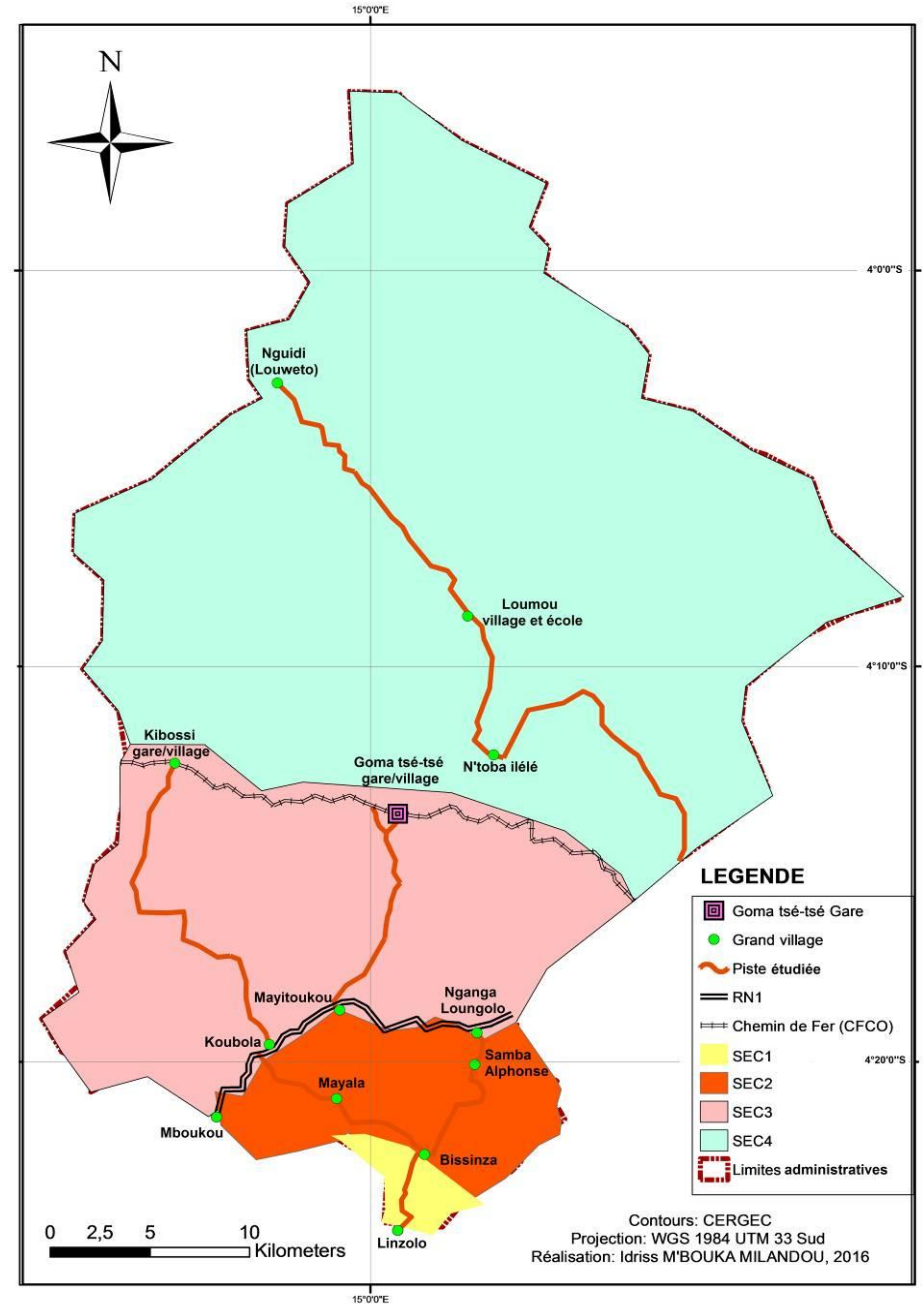 15°0'0"E
N
4°0'0"S
Nguidi
(Louweto)
Loumou
village et école
4°10'0"S
Kibossi
gare/village
Goma tsé-tsé
gare/village
N'toba ilélé
LEGENDE
Goma tsé-tsé Gare
Grand village
Piste étudiée
RN1
Chemin de Fer (CFCO)
SEC1
SEC2
SEC3
SEC4
Limites administratives
Mayitoukou
Nganga
Loungolo
Koubola
Samba
Alphonse
4°20'0"S
Mayala
Mboukou
Bissinza
Linzolo
0 2,5 5 10
Kilometers
Contours: CERGEC
Projection: WGS 1984 UTM 33 Sud
Réalisation: Idriss M'BOUKA MILANDOU, 2016
15°0'0"E